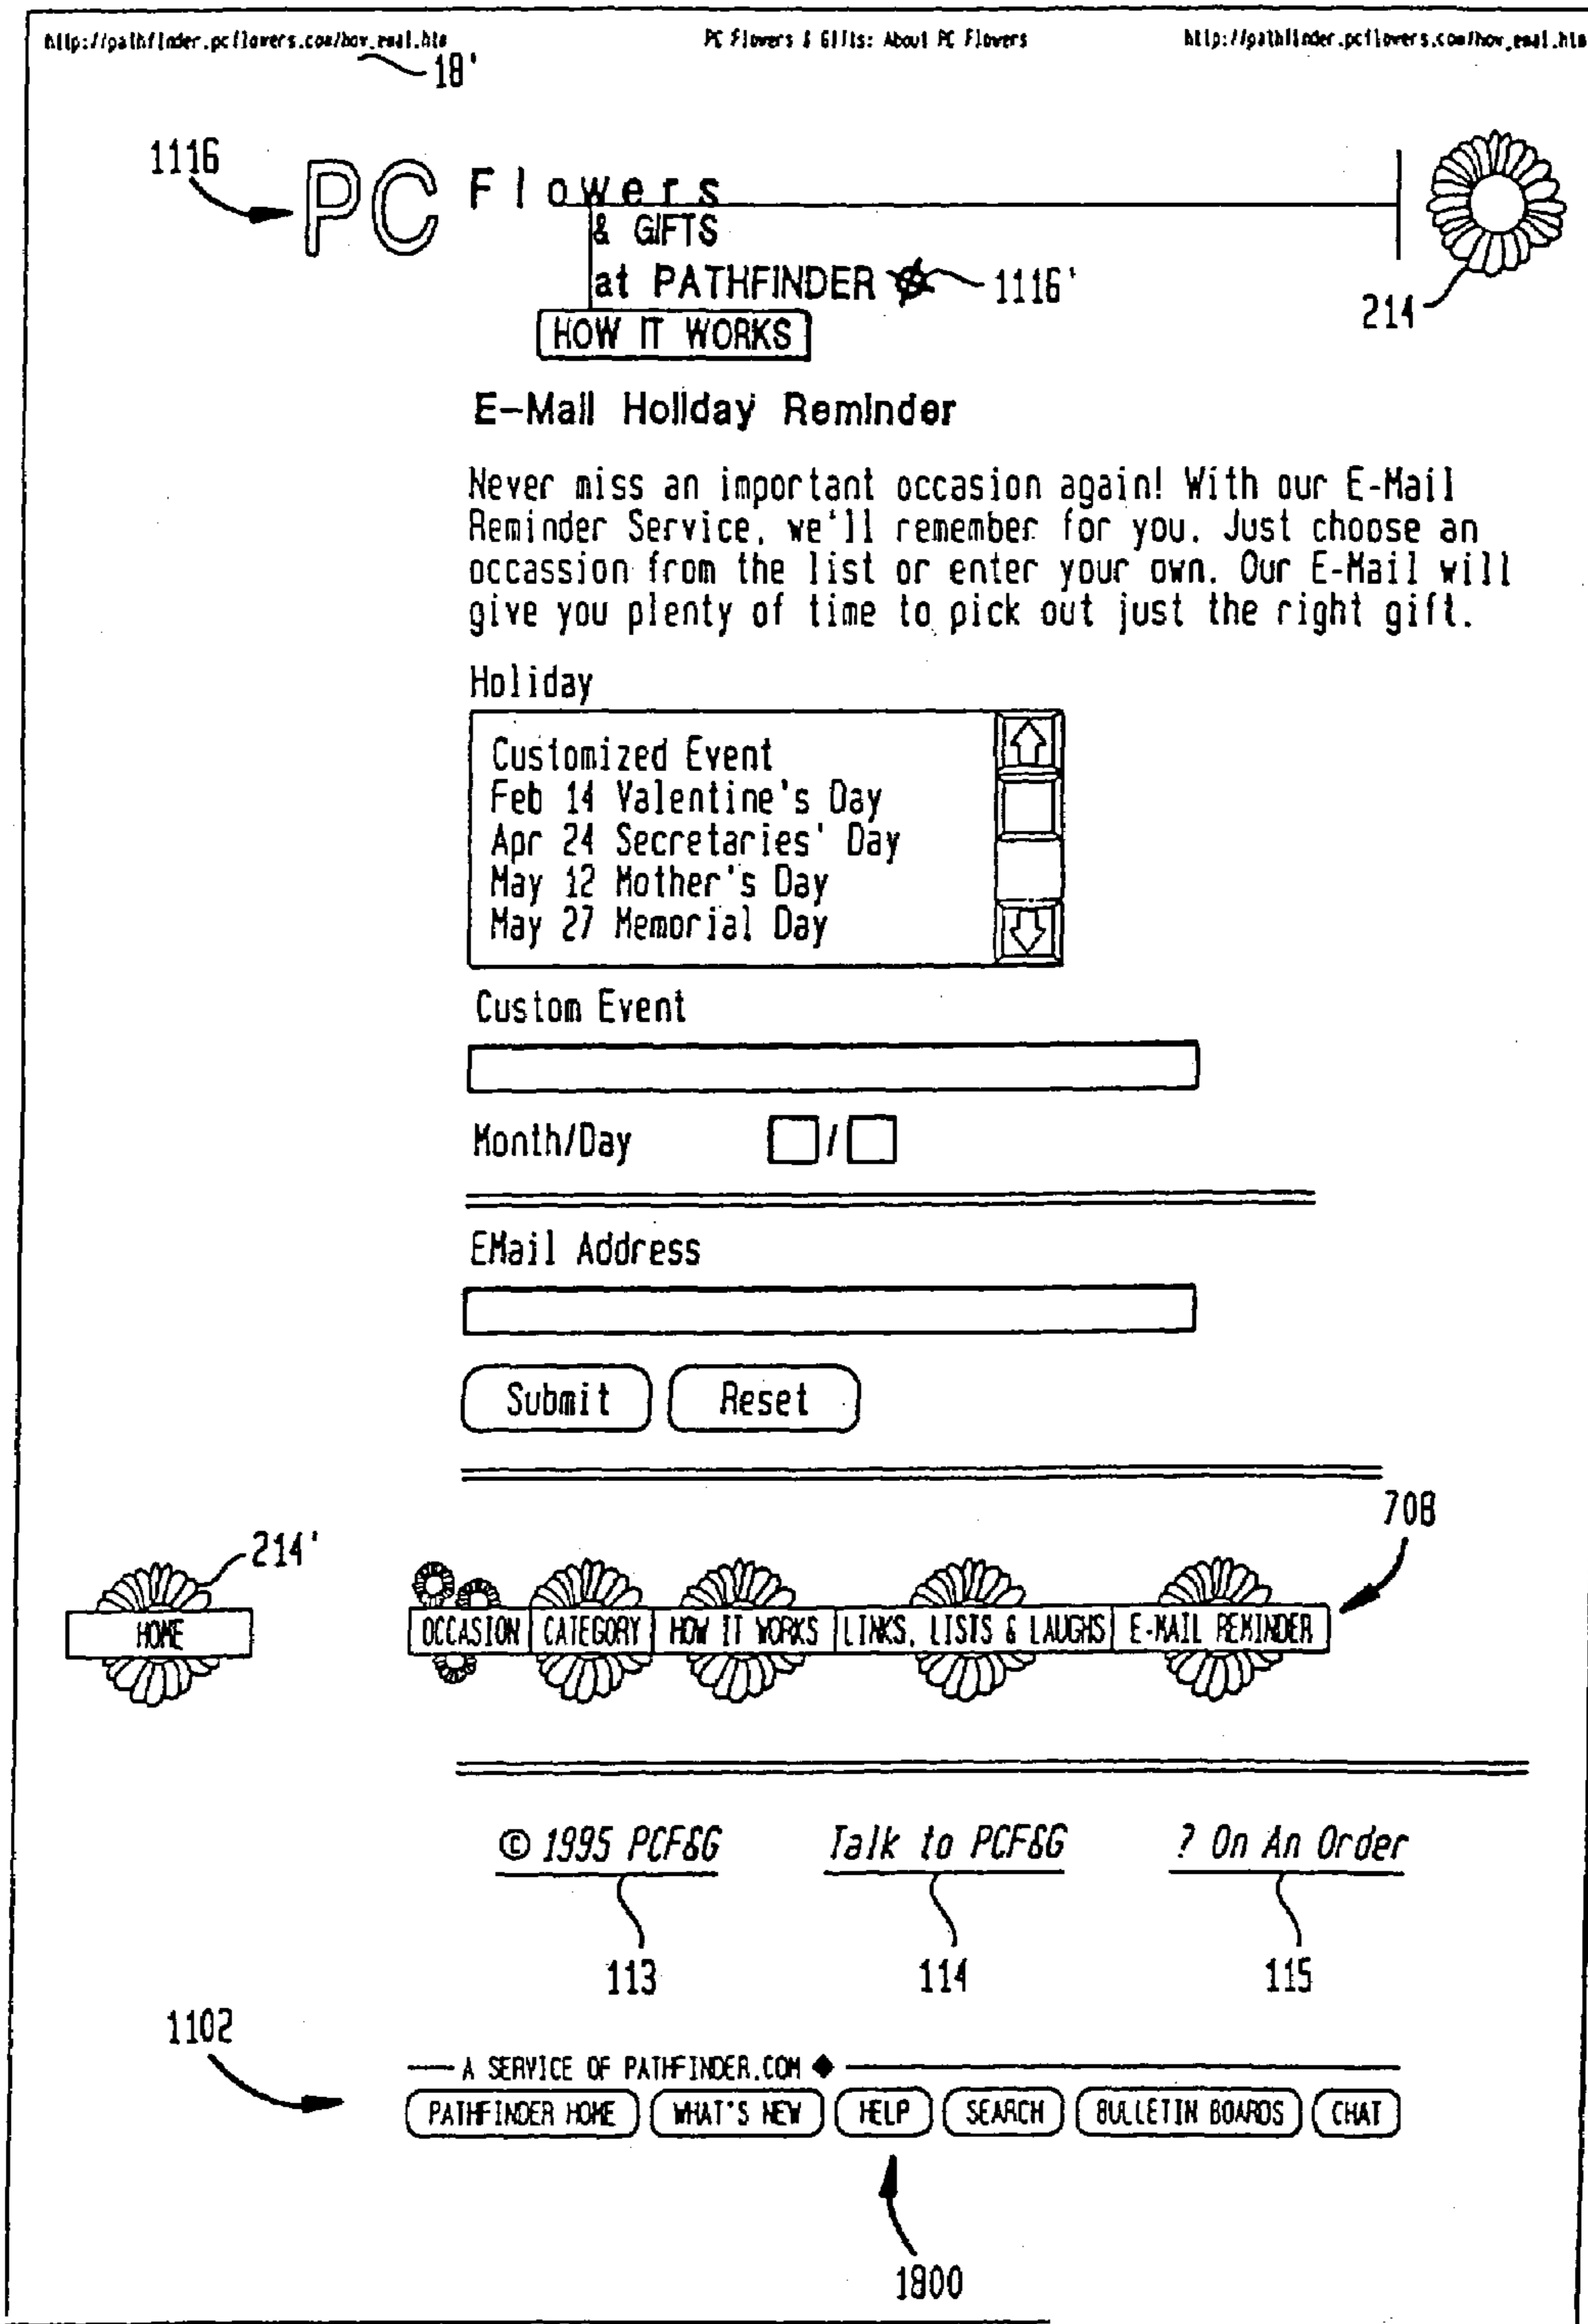 http://pathfinder.pcflowers.com/how_emal.htm PC Flowers & Gifts: About PC Flowers http://pathfinder.pcflowers.com/how_emal.htm
18'
1116
PC Flowers
& GIFTS
at PATHFINDER 1116'
214
HOW IT WORKS
E-Mail Holiday Reminder
Never miss an important occasion again! With our E-Mail
Reminder Service, we'll remember for you. Just choose an
occassion from the list or enter your own. Our E-Mail will
give you plenty of time to pick out just the right gift.
Holiday
Customized Event
Feb 14 Valentine's Day
Apr 24 Secretaries' Day
May 12 Mother's Day
May 27 Memorial Day
Custom Event
Month/Day /
EMail Address
Submit Reset
708
214'
HOME OCCASION CATEGORY HOW IT WORKS LINKS, LISTS & LAUGHS E-MAIL REMINDER
© 1995 PCF&G Talk to PCF&G ? On An Order
113 114 115
1102
A SERVICE OF PATHFINDER.COM ◆
PATHFINDER HOME WHAT'S NEW HELP SEARCH BULLETIN BOARDS CHAT
1800